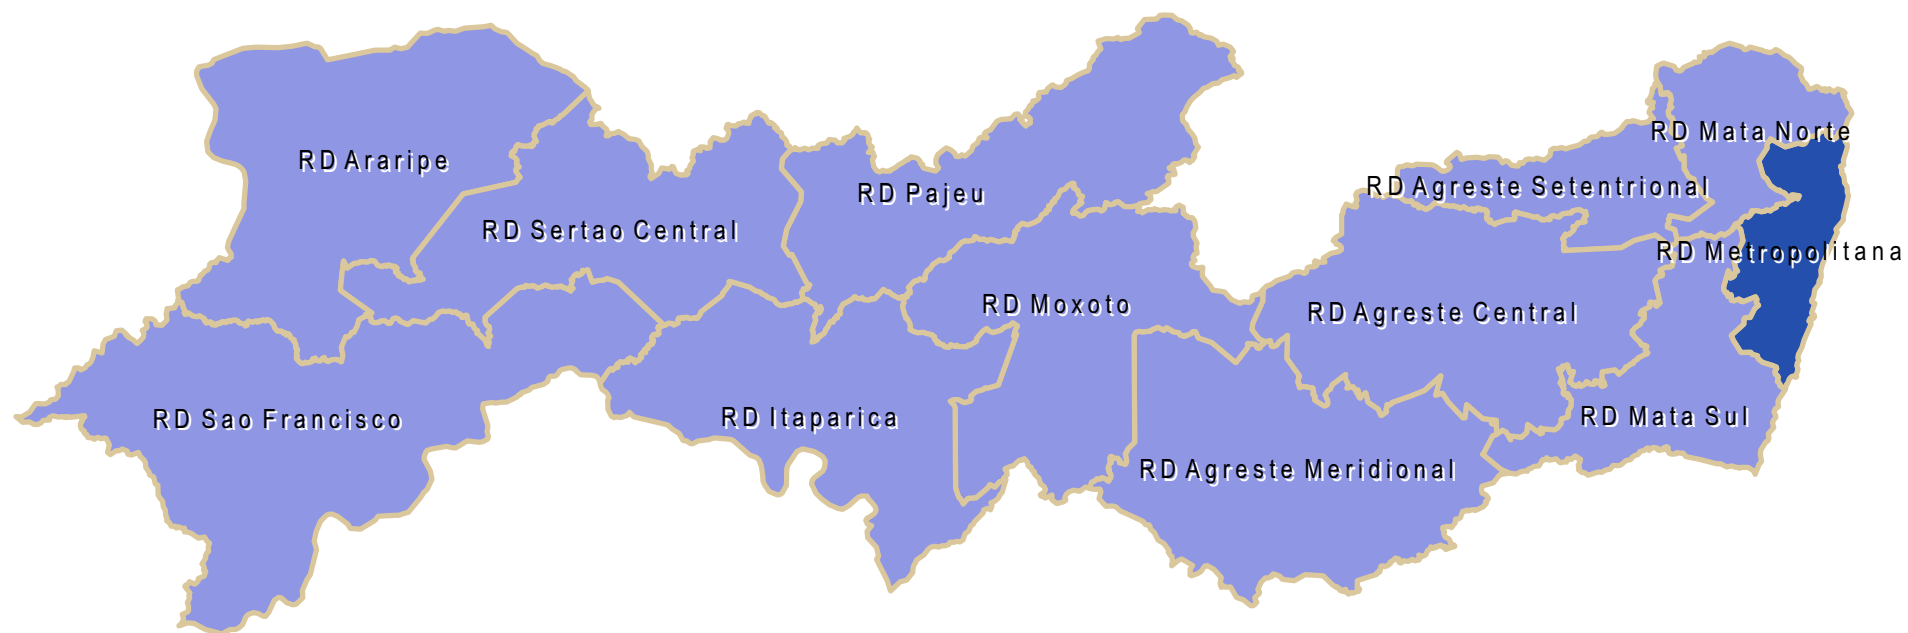 RD Mata Norte
RD Araripe
RD Agreste Setentrional
RD Pajeu
RD Sertao Central
RD Metropolitana
RD Moxoto
RD Agreste Central
RD Sao Francisco
RD Itaparica
RD Mata Sul
RD Agreste Meridional